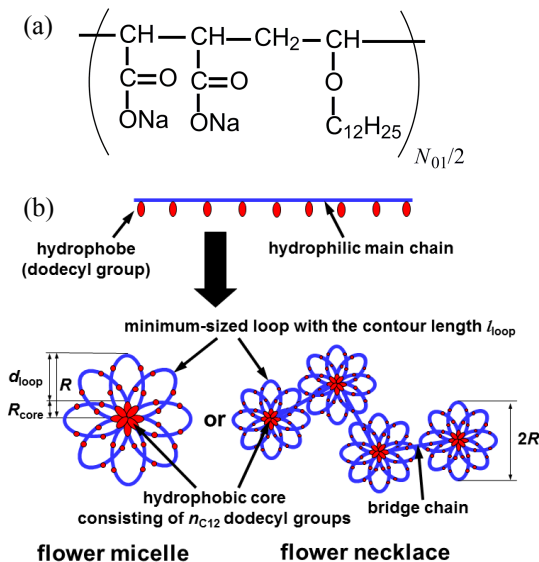 (a)
CH—CH—CH2—CH
C=O C=O O
ONa ONa C12H25
N01/2
(b)
hydrophobe
(dodecyl group)
hydrophilic main chain
minimum-sized loop with the contour length lloop
dloop
R
Rcore
or
2R
hydrophobic core
consisting of nC12 dodecyl groups
bridge chain
flower micelle
flower necklace